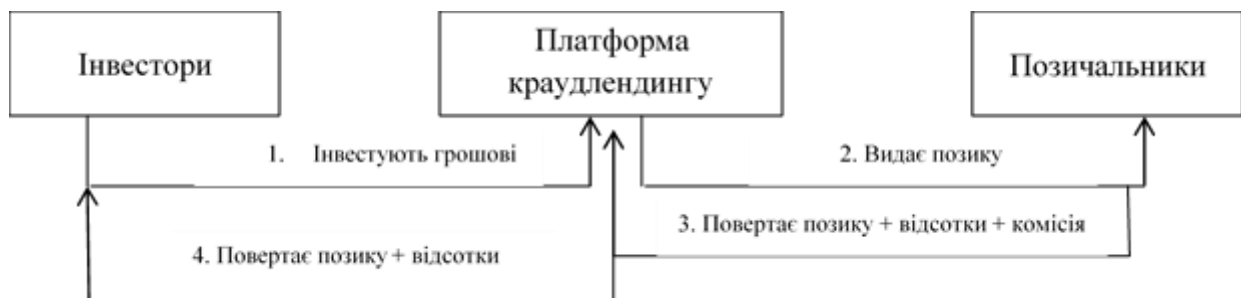 Інвестори
Платформа
краудлендингу
Позичальники
1. Інвестують грошові
2. Видає позику
3. Повертає позику + відсотки + комісія
4. Повертає позику + відсотки